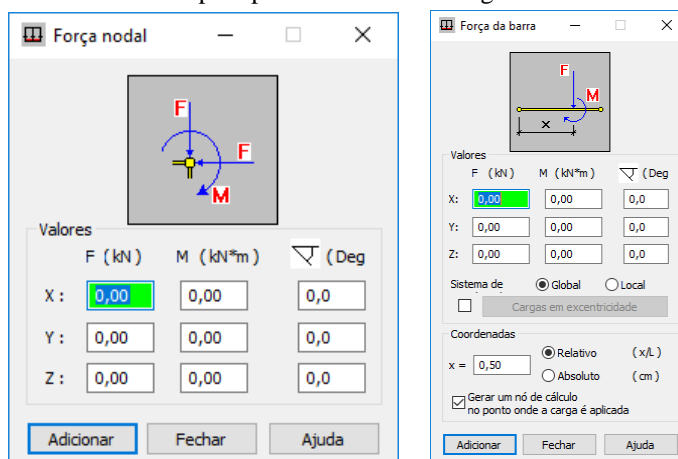 Força nodal
F
F
M
Valores
F (kN) M (kN*m) (Deg
X: 0,00 0,00 0,0
Y: 0,00 0,00 0,0
Z: 0,00 0,00 0,0
Adicionar Fechar Ajuda
Força da barra
F
M
x
Valores
F (kN) M (kN*m) (Deg
X: 0,00 0,00 0,0
Y: 0,00 0,00 0,0
Z: 0,00 0,00 0,0
Sistema de Global Local
Cargas em excentricidade
Coordenadas
x = 0,50 Relativo (x/L)
Absoluto (cm)
Gerar um nó de cálculo
no ponto onde a carga é aplicada
Adicionar Fechar Ajuda